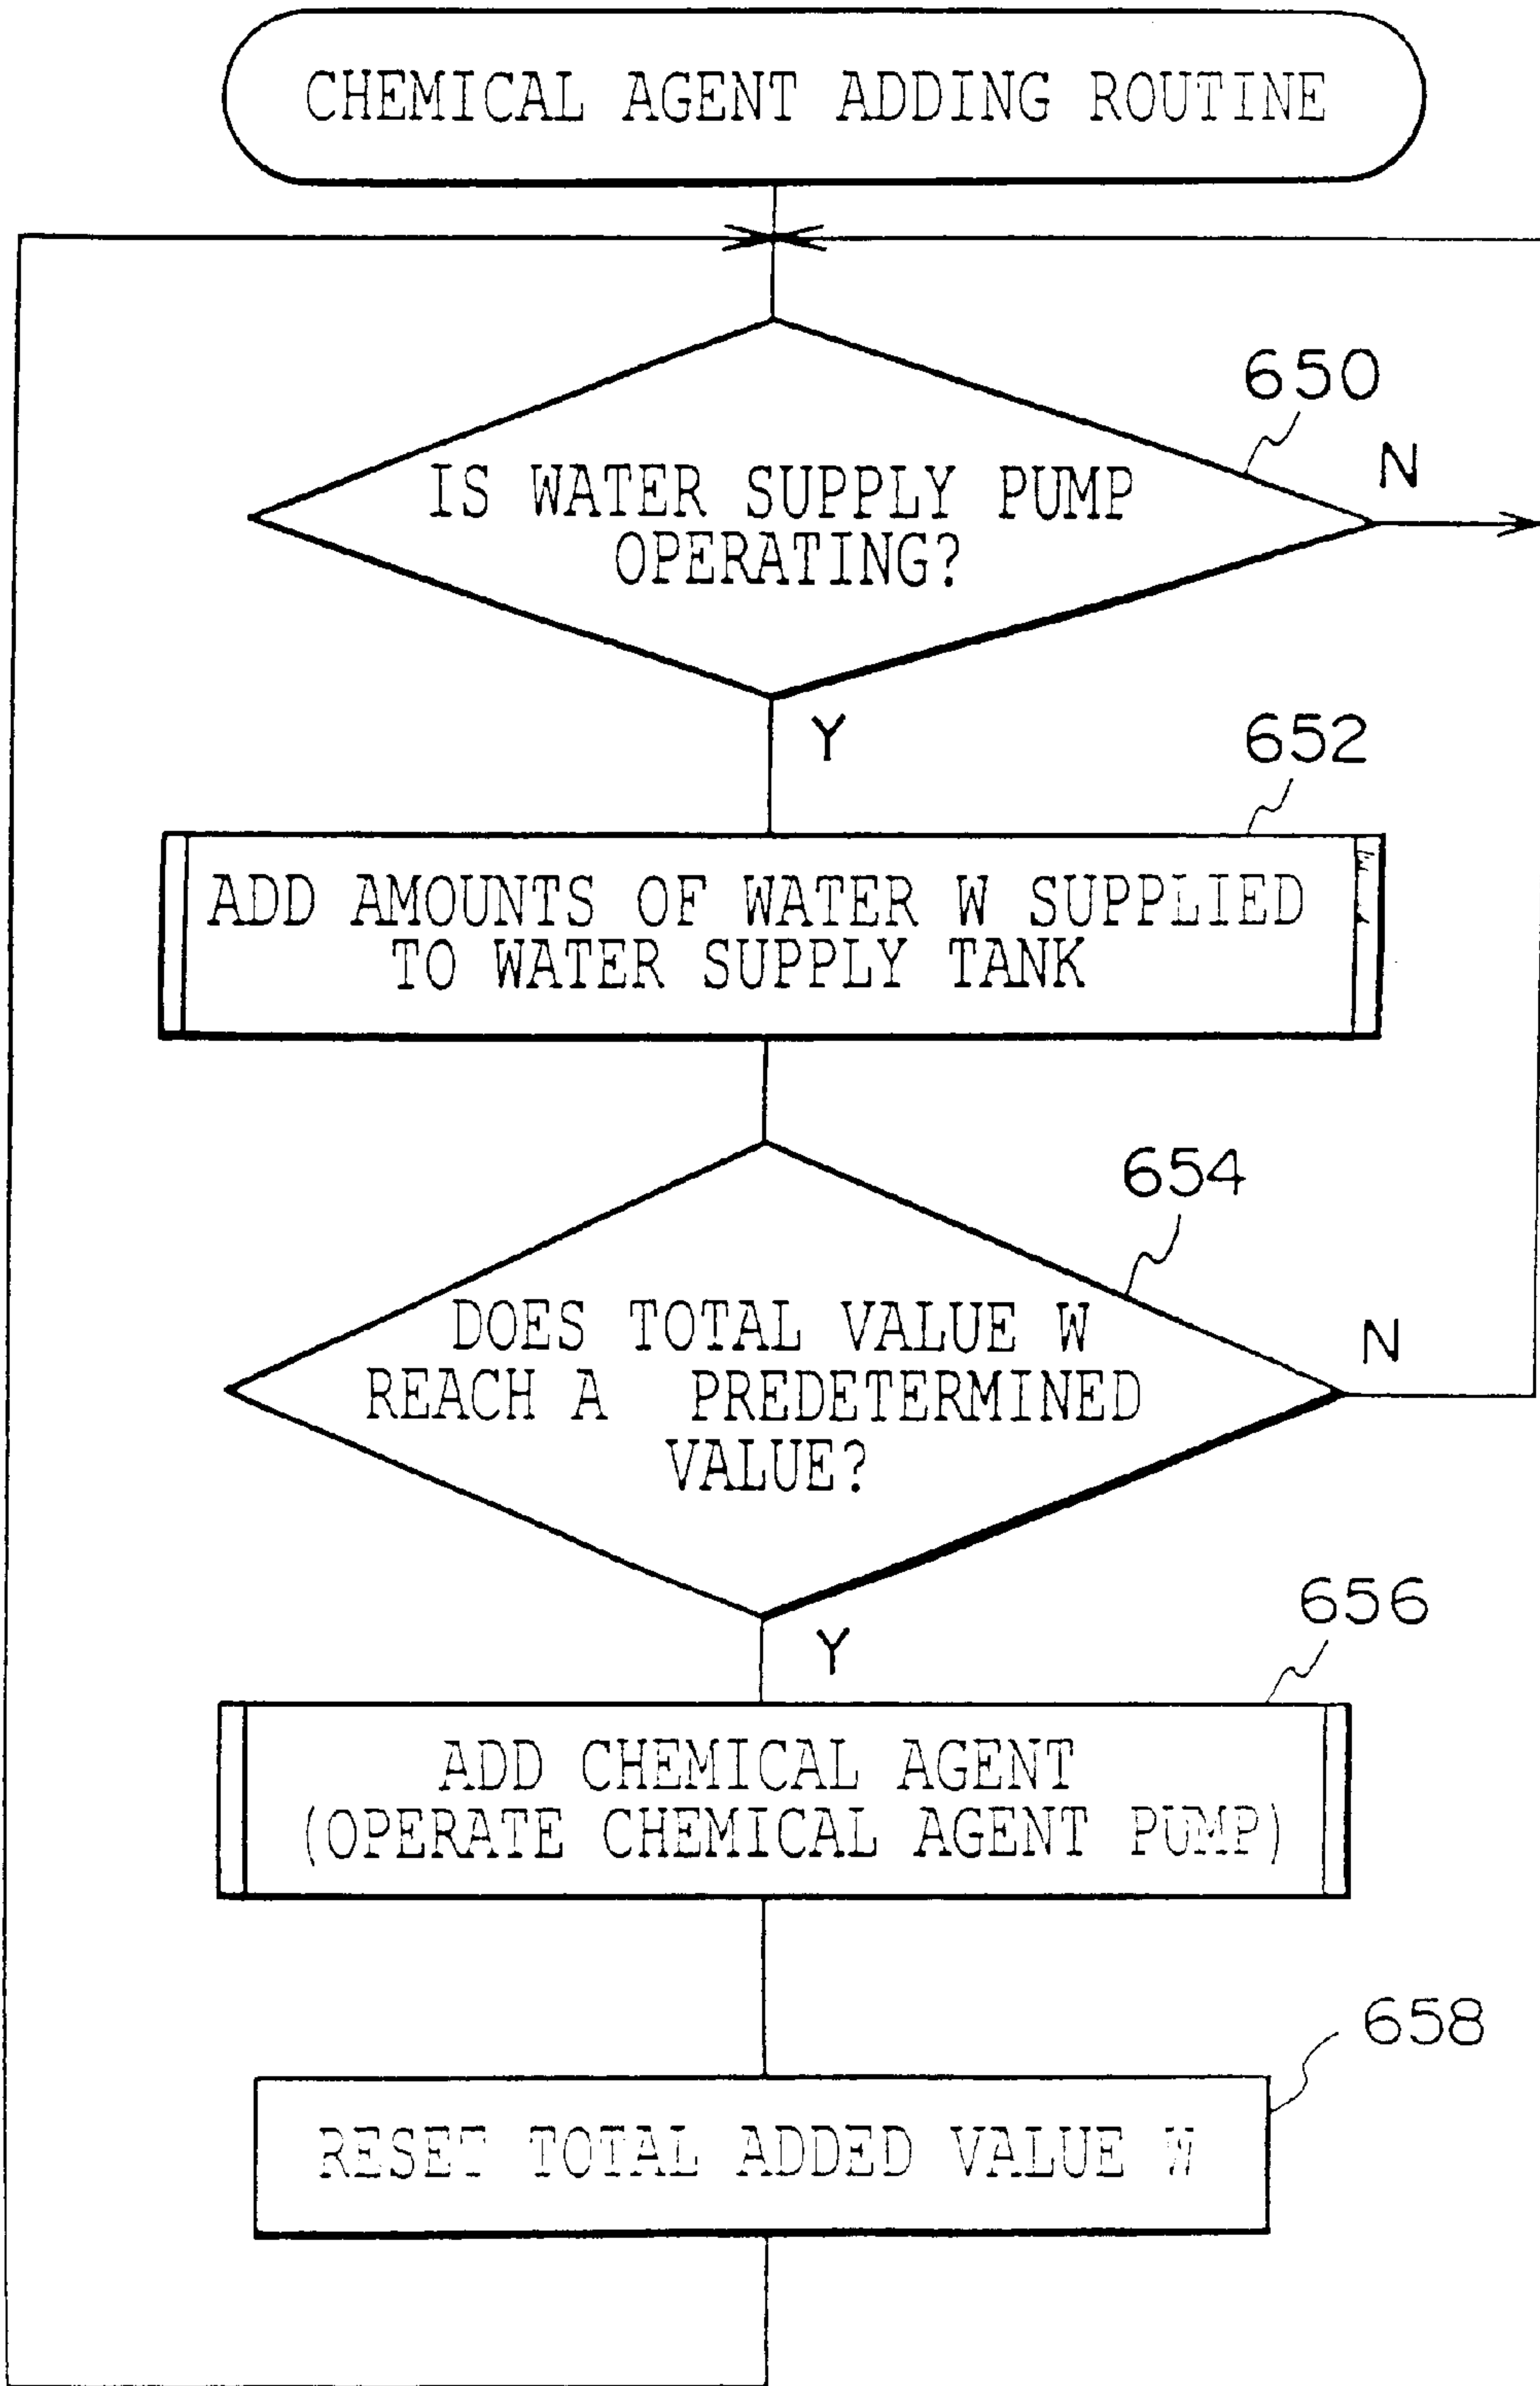 CHEMICAL AGENT ADDING ROUTINE
650
N
IS WATER SUPPLY PUMP
OPERATING?
Y
652
ADD AMOUNTS OF WATER W SUPPLIED
TO WATER SUPPLY TANK
654
DOES TOTAL VALUE W
N
REACH A PREDETERMINED
VALUE?
Y
656
ADD CHEMICAL AGENT
(OPERATE CHEMICAL AGENT PUMP)
658
RESET TOTAL ADDED VALUE W